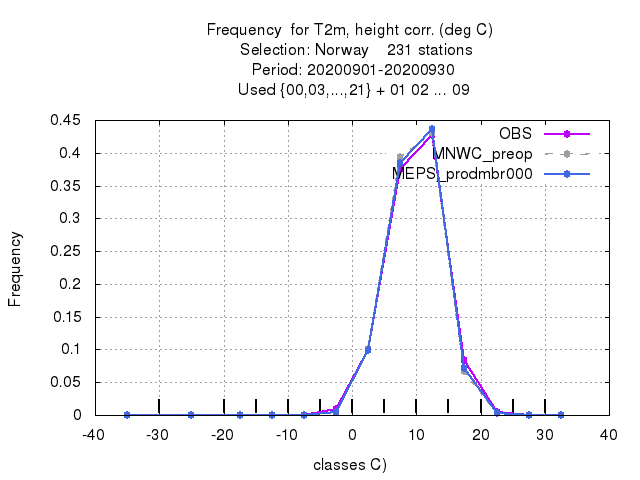 Frequency  for T2m, height corr. (deg C)
Selection: Norway    231 stations
Period: 20200901-20200930
Used {00,03,...,21} + 01 02 ... 09
0.45
0.4
0.35
0.3
0.25
0.2
0.15
0.1
0.05
0
Frequency
OBS
MNWC_preop
MEPS_prodmbr000
-40 -30 -20 -10 0 10 20 30 40
classes C)